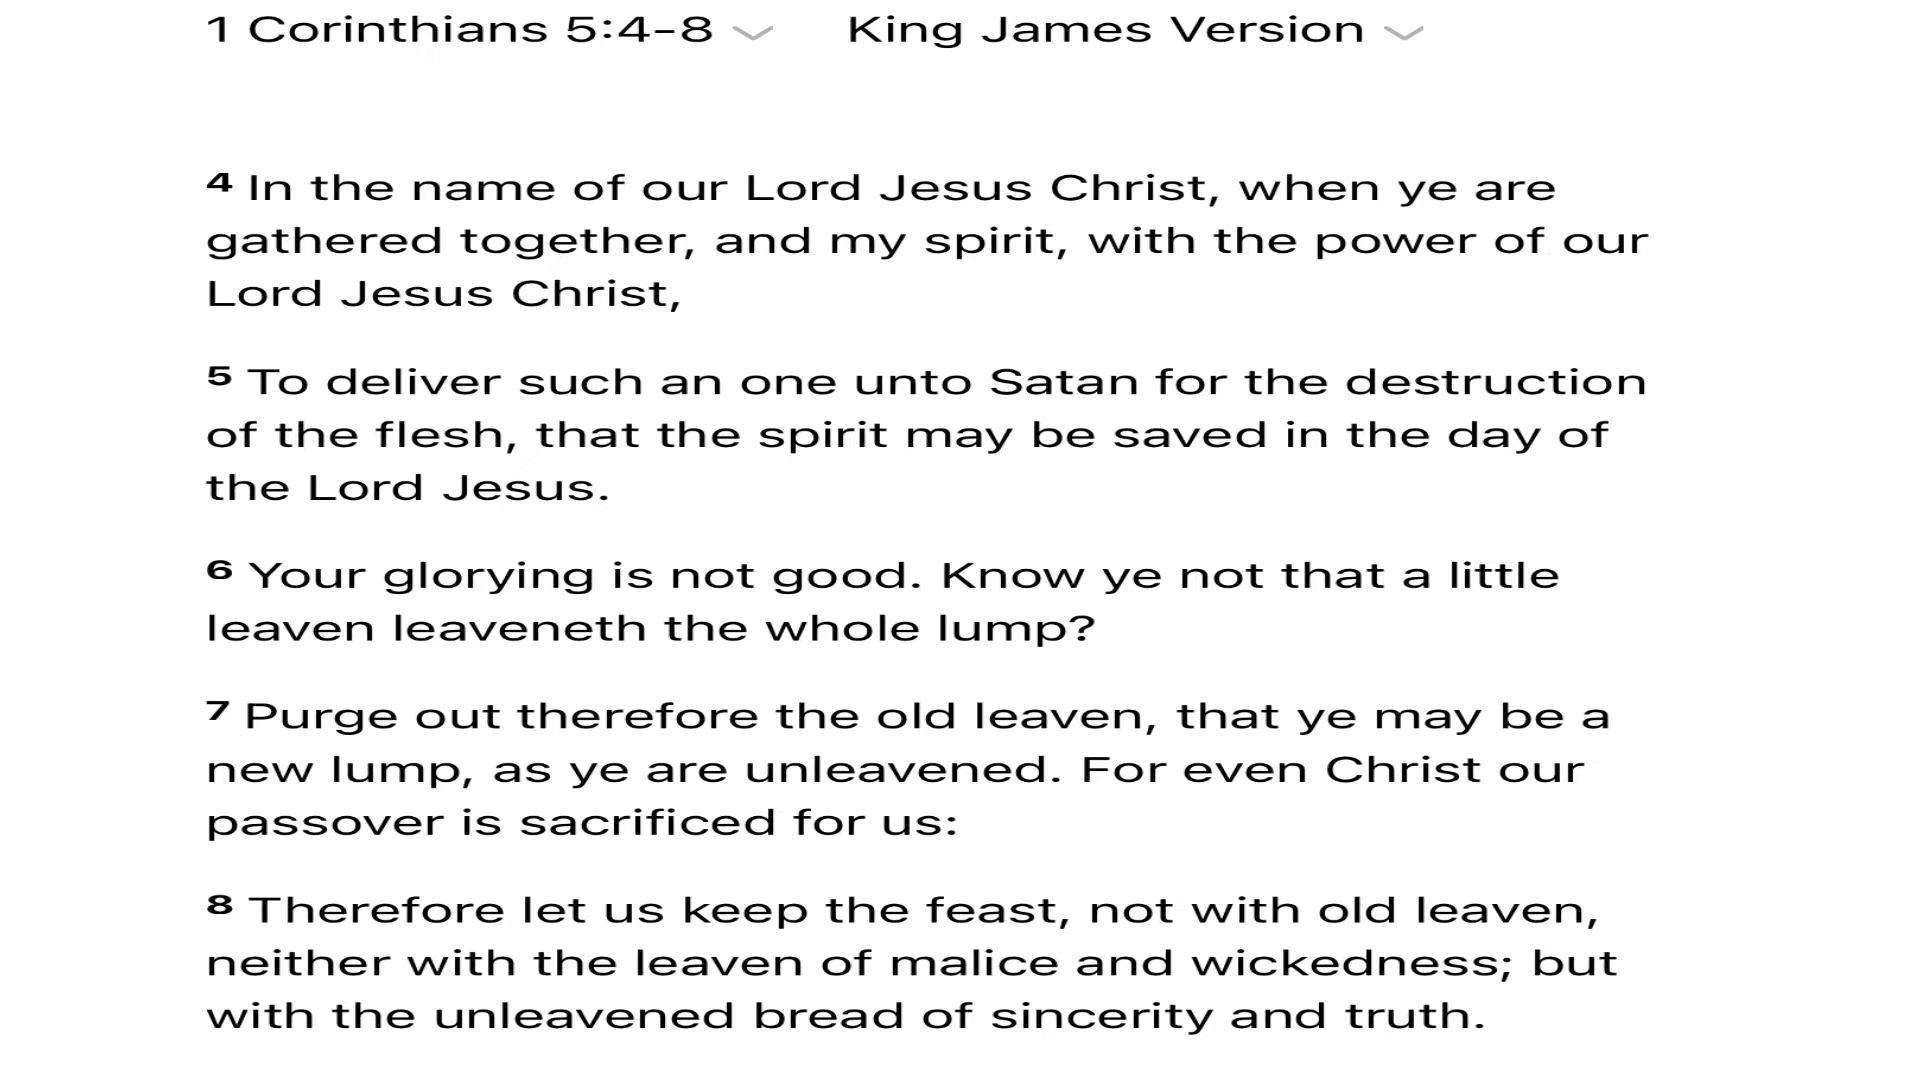 1 Corinthians 5:4-8 King James Version
4 In the name of our Lord Jesus Christ, when ye are
gathered together, and my spirit, with the power of our
Lord Jesus Christ,
5 To deliver such an one unto Satan for the destruction
of the flesh, that the spirit may be saved in the day of
the Lord Jesus.
6 Your glorying is not good. Know ye not that a little
leaven leaveneth the whole lump?
7 Purge out therefore the old leaven, that ye may be a
new lump, as ye are unleavened. For even Christ our
passover is sacrificed for us:
8 Therefore let us keep the feast, not with old leaven,
neither with the leaven of malice and wickedness; but
with the unleavened bread of sincerity and truth.